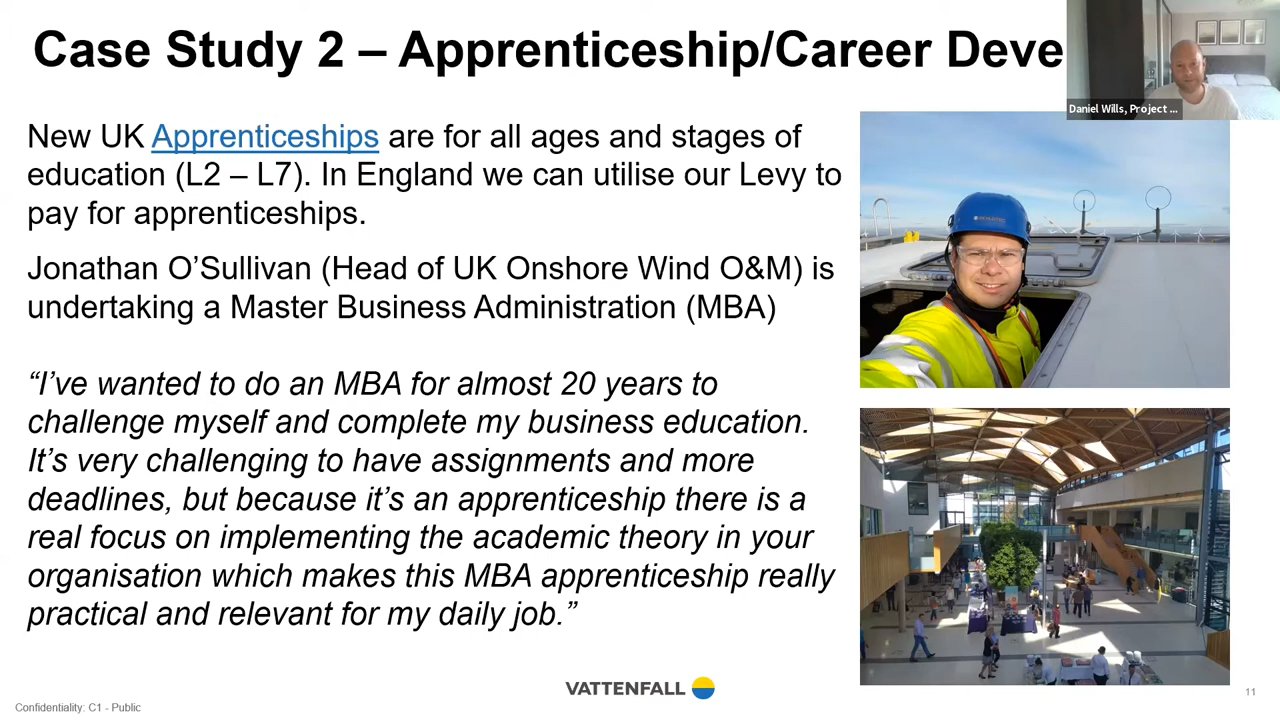 Case Study 2 – Apprenticeship/Career Deve
Daniel Wills, Project ...
New UK Apprenticeships are for all ages and stages of
education (L2 – L7). In England we can utilise our Levy to
pay for apprenticeships.
Jonathan O’Sullivan (Head of UK Onshore Wind O&M) is
undertaking a Master Business Administration (MBA)
“I’ve wanted to do an MBA for almost 20 years to
challenge myself and complete my business education.
It’s very challenging to have assignments and more
deadlines, but because it’s an apprenticeship there is a
real focus on implementing the academic theory in your
organisation which makes this MBA apprenticeship really
practical and relevant for my daily job.”
VATTENFALL
11
Confidentiality: C1 - Public